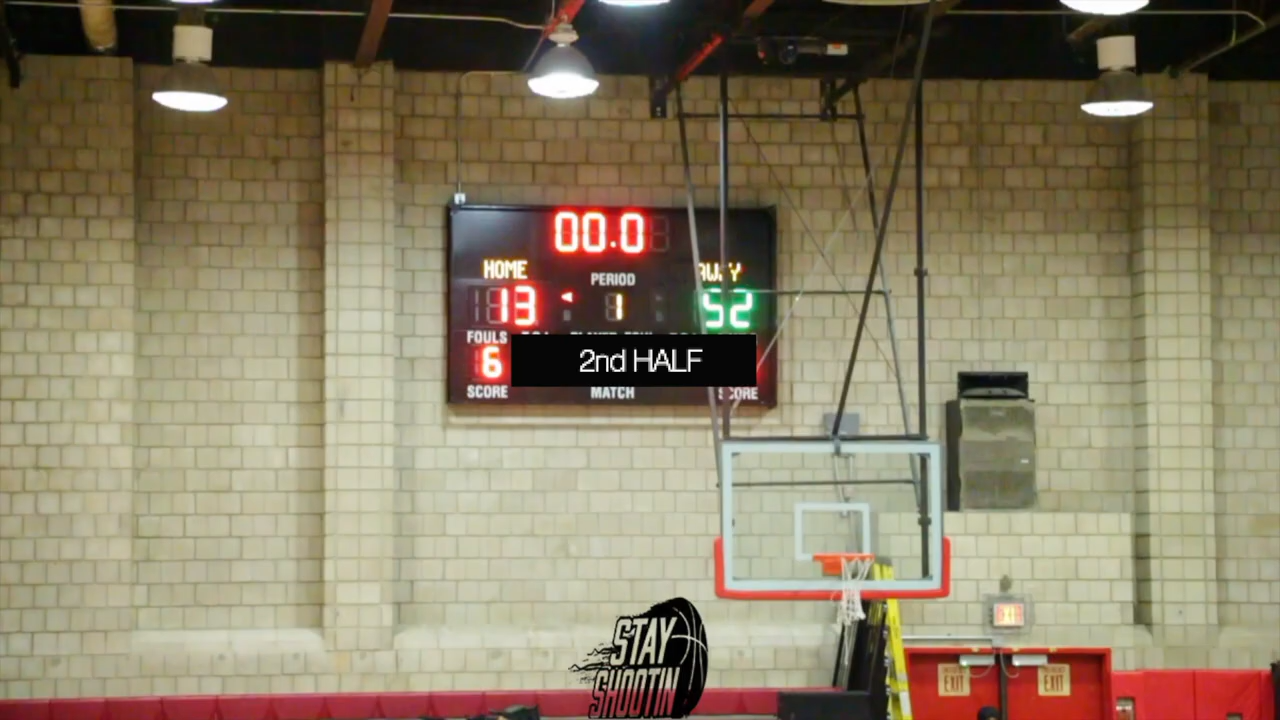 00.0
HOME
AWAY
PERIOD
13
1
52
FOULS
6
2nd HALF
SCORE
MATCH
SCORE
STAY
SHOOTIN
EXIT
EXIT